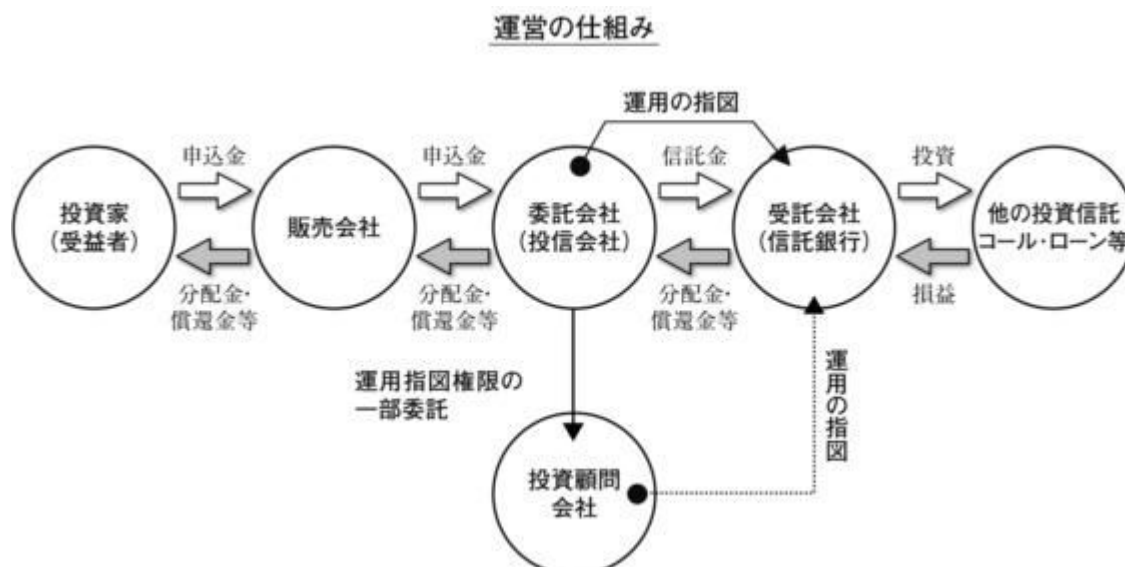 運営の仕組み
運用の指図
申込金
申込金
信託金
投資
投資家
(受益者)
販売会社
委託会社
(投信会社)
受託会社
(信託銀行)
他の投資信託
コール・ローン等
分配金・
償還金等
分配金・
償還金等
分配金・
償還金等
損益
運用指図権限の
一部委託
運用の指図
投資顧問
会社